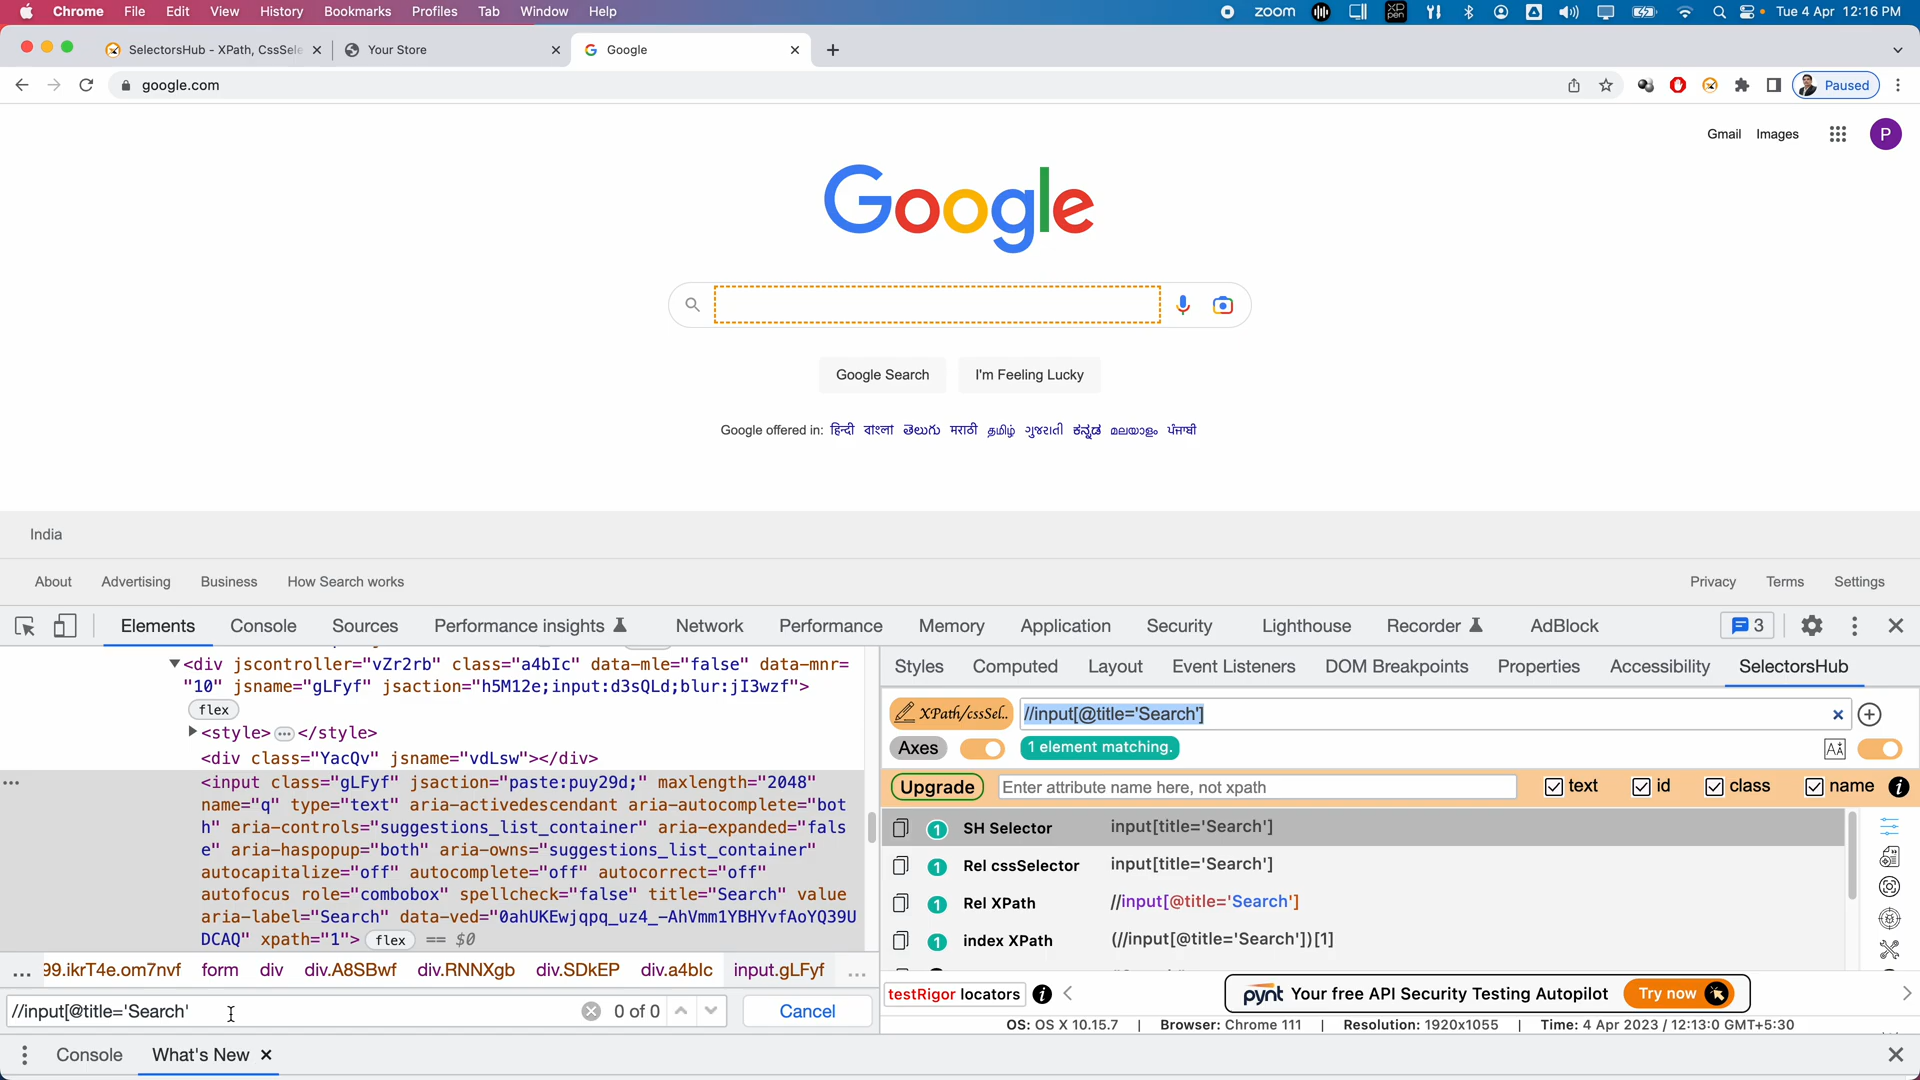 Chrome File Edit View History Bookmarks Profiles Tab Window Help zoom XP pen Tue 4 Apr 12:16 PM
SelectorsHub - XPath, CssSele Your Store Google
google.com Paused
Gmail Images P
Google
Google Search I'm Feeling Lucky
Google offered in: हिन्दी বাংলা తెలుగు मराठी தமிழ் ગુજરાતી ಕನ್ನಡ മലയാളം ਪੰਜਾਬੀ
India
About Advertising Business How Search works Privacy Terms Settings
Elements Console Sources Performance insights Network Performance Memory Application Security Lighthouse Recorder AdBlock 3
<div jscontroller="vZr2rb" class="a4bIc" data-mle="false" data-mnr=
"10" jsname="gLFyf" jsaction="h5M12e;input:d3sQLd;blur:jI3wzf">
flex
<style> … </style>
<div class="YacQv" jsname="vdLsw"></div>
<input class="gLFyf" jsaction="paste:puy29d;" maxlength="2048"
name="q" type="text" aria-activedescendant aria-autocomplete="bot
h" aria-controls="suggestions_list_container" aria-expanded="fals
e" aria-haspopup="both" aria-owns="suggestions_list_container"
autocapitalize="off" autocomplete="off" autocorrect="off"
autofocus role="combobox" spellcheck="false" title="Search" value
aria-label="Search" data-ved="0ahUKEwjqpq_uz4_-AhVmm1YBHYvfAoYQ39U
DCAQ" xpath="1"> flex == $0
... 99.ikrT4e.om7nvf form div div.A8SBwf div.RNNXgb div.SDkEP div.a4bIc input.gLFyf ...
//input[@title='Search' 0 of 0 Cancel
Console What's New
Styles Computed Layout Event Listeners DOM Breakpoints Properties Accessibility SelectorsHub
XPath/cssSel.. //input[@title='Search']
Axes 1 element matching.
Upgrade Enter attribute name here, not xpath text id class name
1 SH Selector input[title='Search']
1 Rel cssSelector input[title='Search']
1 Rel XPath //input[@title='Search']
1 index XPath (//input[@title='Search'])[1]
testRigor locators pynt Your free API Security Testing Autopilot Try now
OS: OS X 10.15.7 | Browser: Chrome 111 | Resolution: 1920x1055 | Time: 4 Apr 2023 / 12:13:0 GMT+5:30